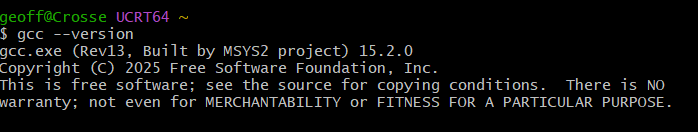 geoff@Crosse UCRT64 ~
$ gcc --version
gcc.exe (Rev13, Built by MSYS2 project) 15.2.0
Copyright (C) 2025 Free Software Foundation, Inc.
This is free software; see the source for copying conditions.  There is NO
warranty; not even for MERCHANTABILITY or FITNESS FOR A PARTICULAR PURPOSE.